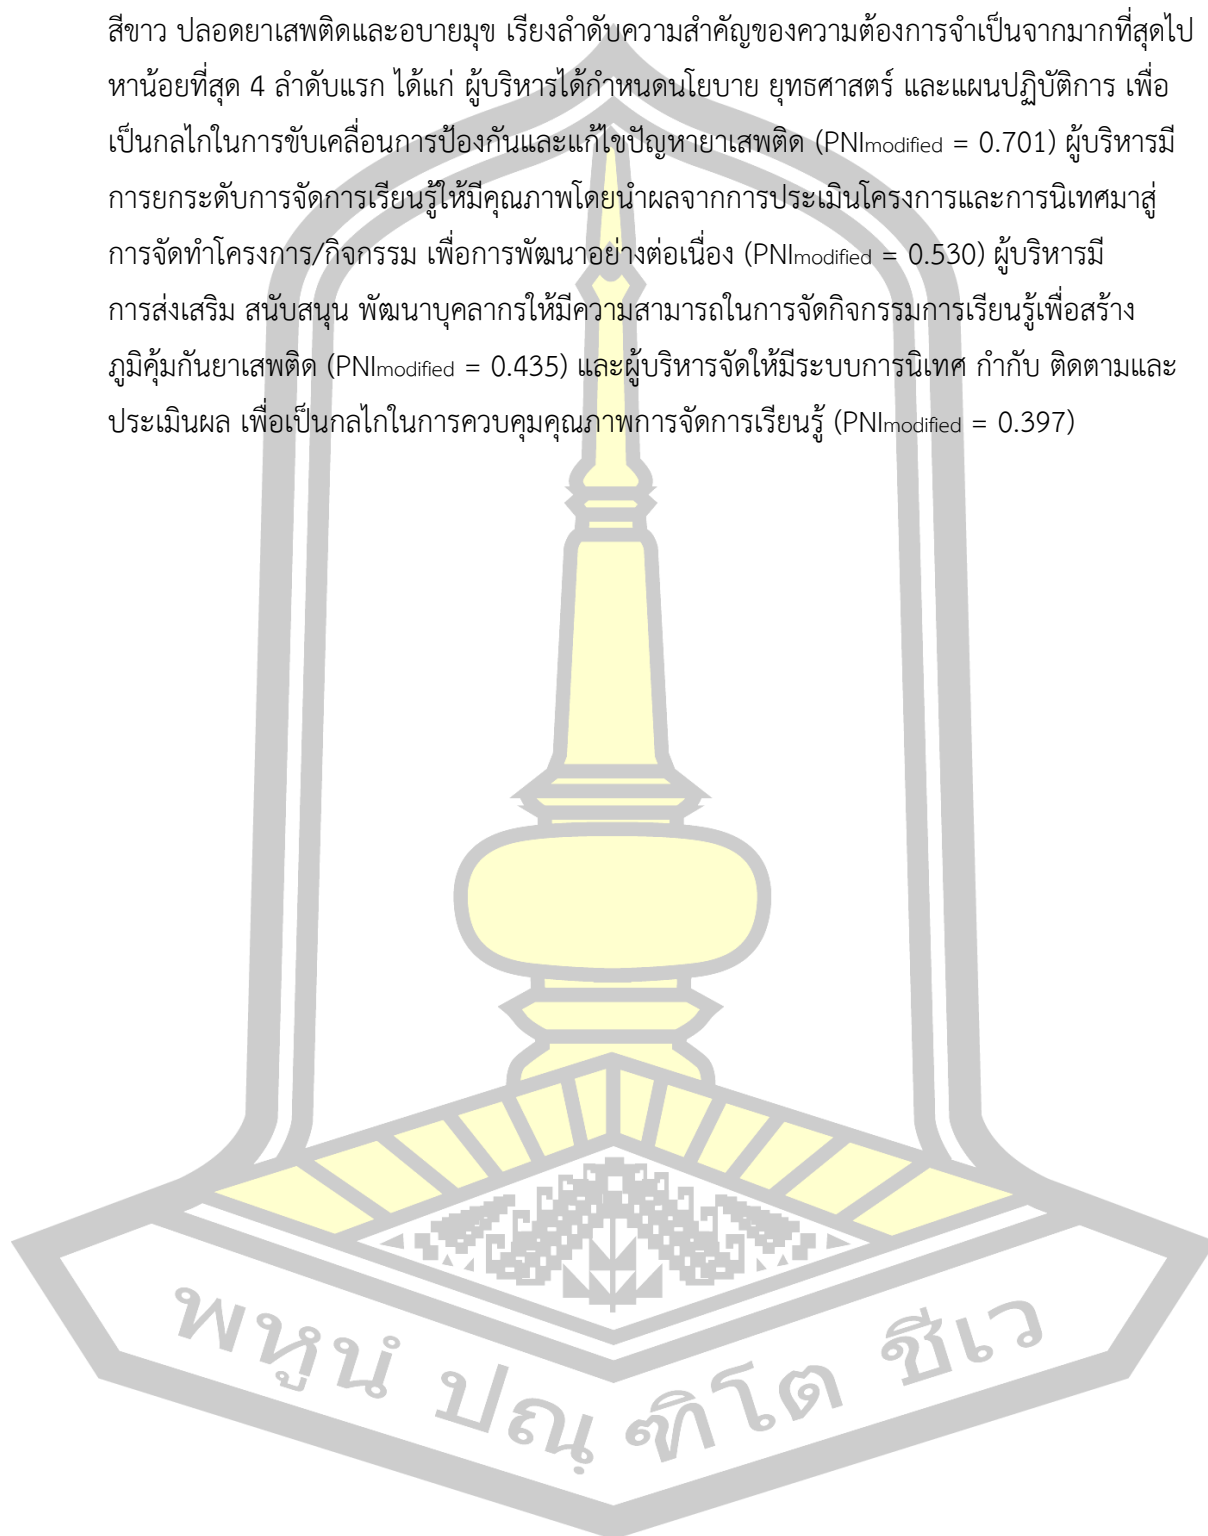 สีขาว ปลอดยาเสพติดและอบายมุข เรียงลำดับความสำคัญของความต้องการจำเป็นจากมากที่สุดไป
หาน้อยที่สุด 4 ลำดับแรก ได้แก่ ผู้บริหารได้กำหนดนโยบาย ยุทธศาสตร์ และแผนปฏิบัติการ เพื่อ
เป็นกลไกในการขับเคลื่อนการป้องกันและแก้ไขปัญหายาเสพติด (PNImodified = 0.701) ผู้บริหารมี
การยกระดับการจัดการเรียนรู้ให้มีคุณภาพโดยนำผลจากการประเมินโครงการและการนิเทศมาสู่
การจัดทำโครงการ/กิจกรรม เพื่อการพัฒนาอย่างต่อเนื่อง (PNImodified = 0.530) ผู้บริหารมี
การส่งเสริม สนับสนุน พัฒนาบุคลากรให้มีความสามารถในการจัดกิจกรรมการเรียนรู้เพื่อสร้าง
ภูมิคุ้มกันยาเสพติด (PNImodified = 0.435) และผู้บริหารจัดให้มีระบบการนิเทศ กำกับ ติดตามและ
ประเมินผล เพื่อเป็นกลไกในการควบคุมคุณภาพการจัดการเรียนรู้ (PNImodified = 0.397)
พหูนํ ปณฺฑิโต ชีเว